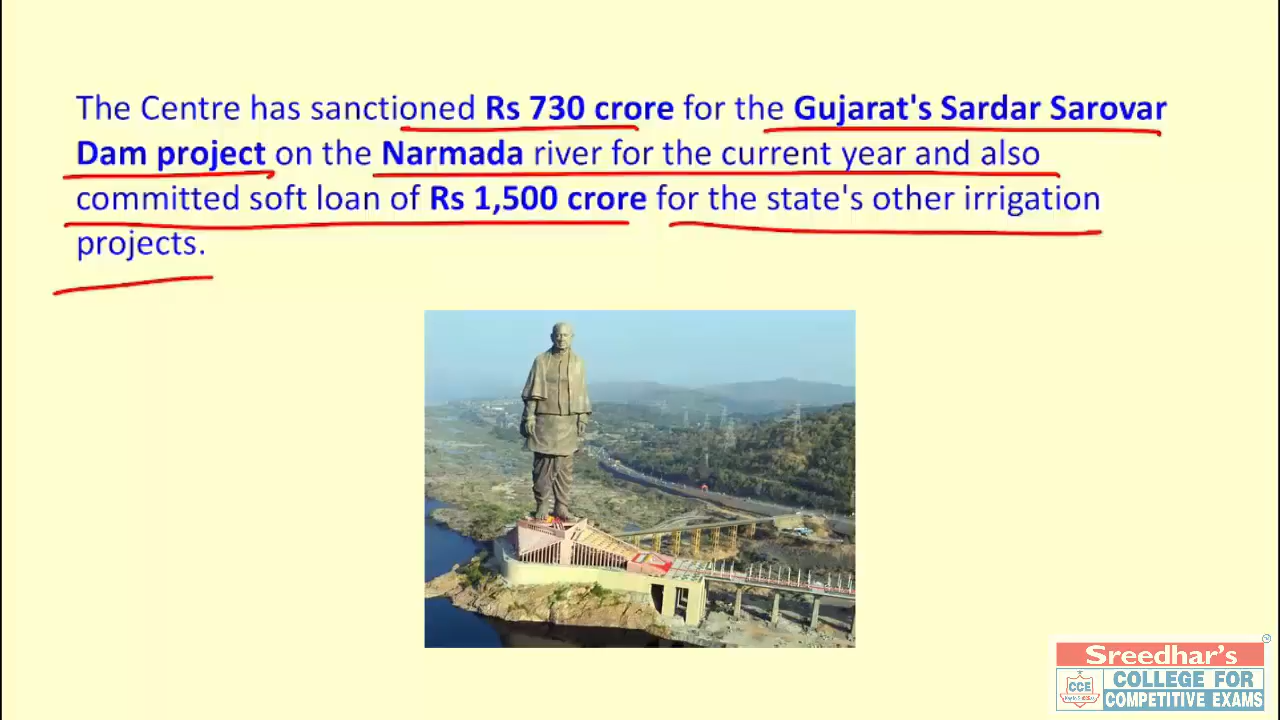 The Centre has sanctioned Rs 730 crore for the Gujarat's Sardar Sarovar
Dam project on the Narmada river for the current year and also
committed soft loan of Rs 1,500 crore for the state's other irrigation
projects.
Sreedhar's
CCE
COLLEGE FOR
COMPETITIVE EXAMS